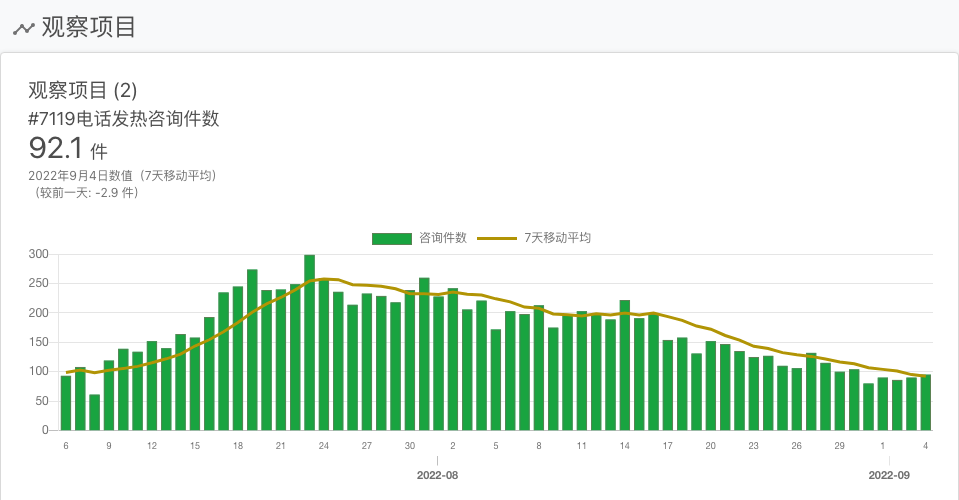 观察项目
观察项目 (2)
#7119电话发热咨询件数
92.1 件
2022年9月4日数值（7天移动平均）
（较前一天: -2.9 件）
咨询件数 7天移动平均
300
250
200
150
100
50
0
6 9 12 15 18 21 24 27 30 2 5 8 11 14 17 20 23 26 29 1 4
2022-08 2022-09